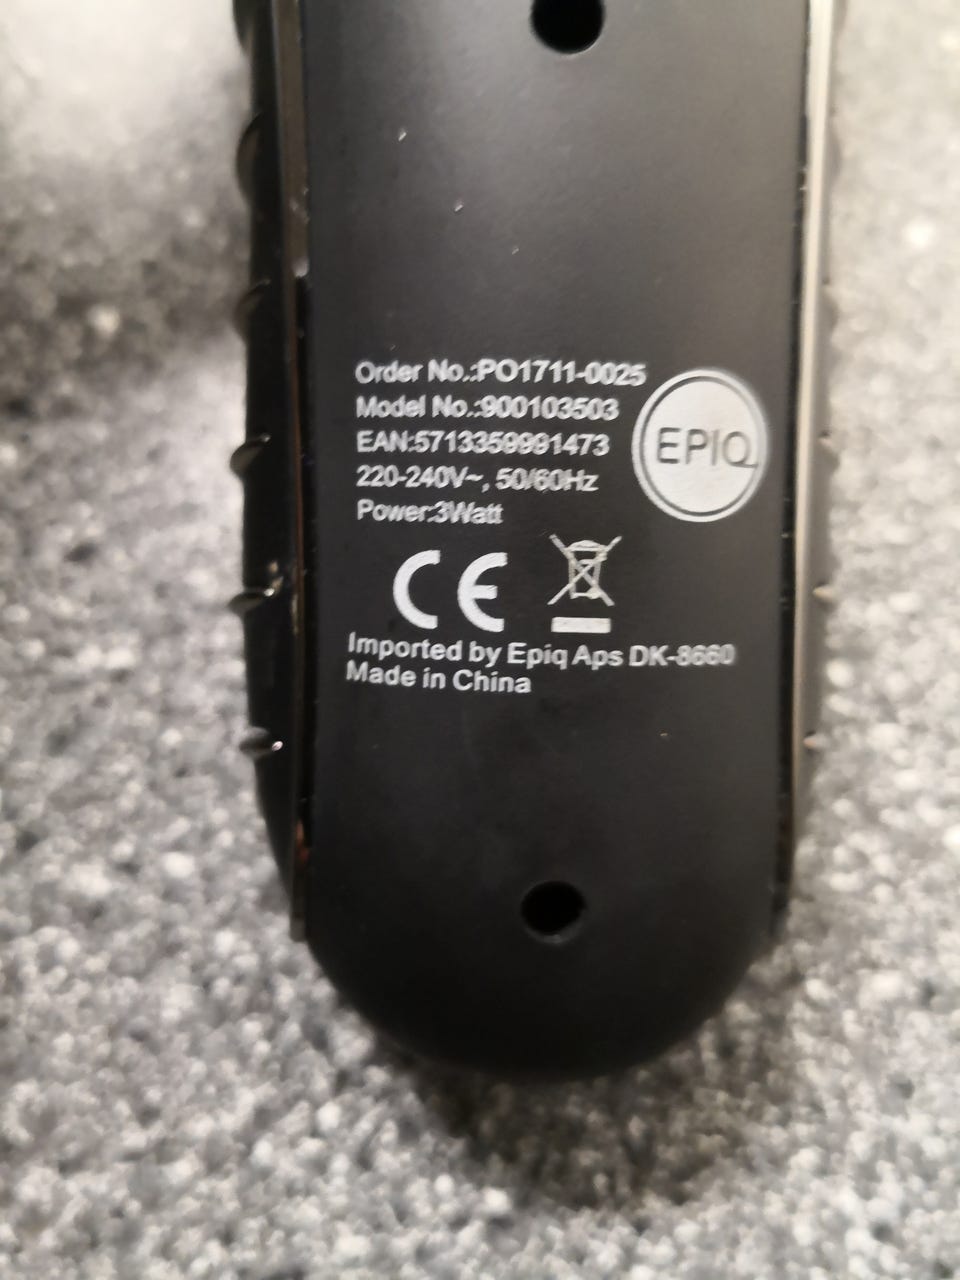 Order No.:PO1711-0025
Model No.:900103503
EAN:5713359991473
220-240V~, 50/60Hz
Power:3Watt
EPIQ
CE
Imported by Epiq Aps DK-8660
Made in China